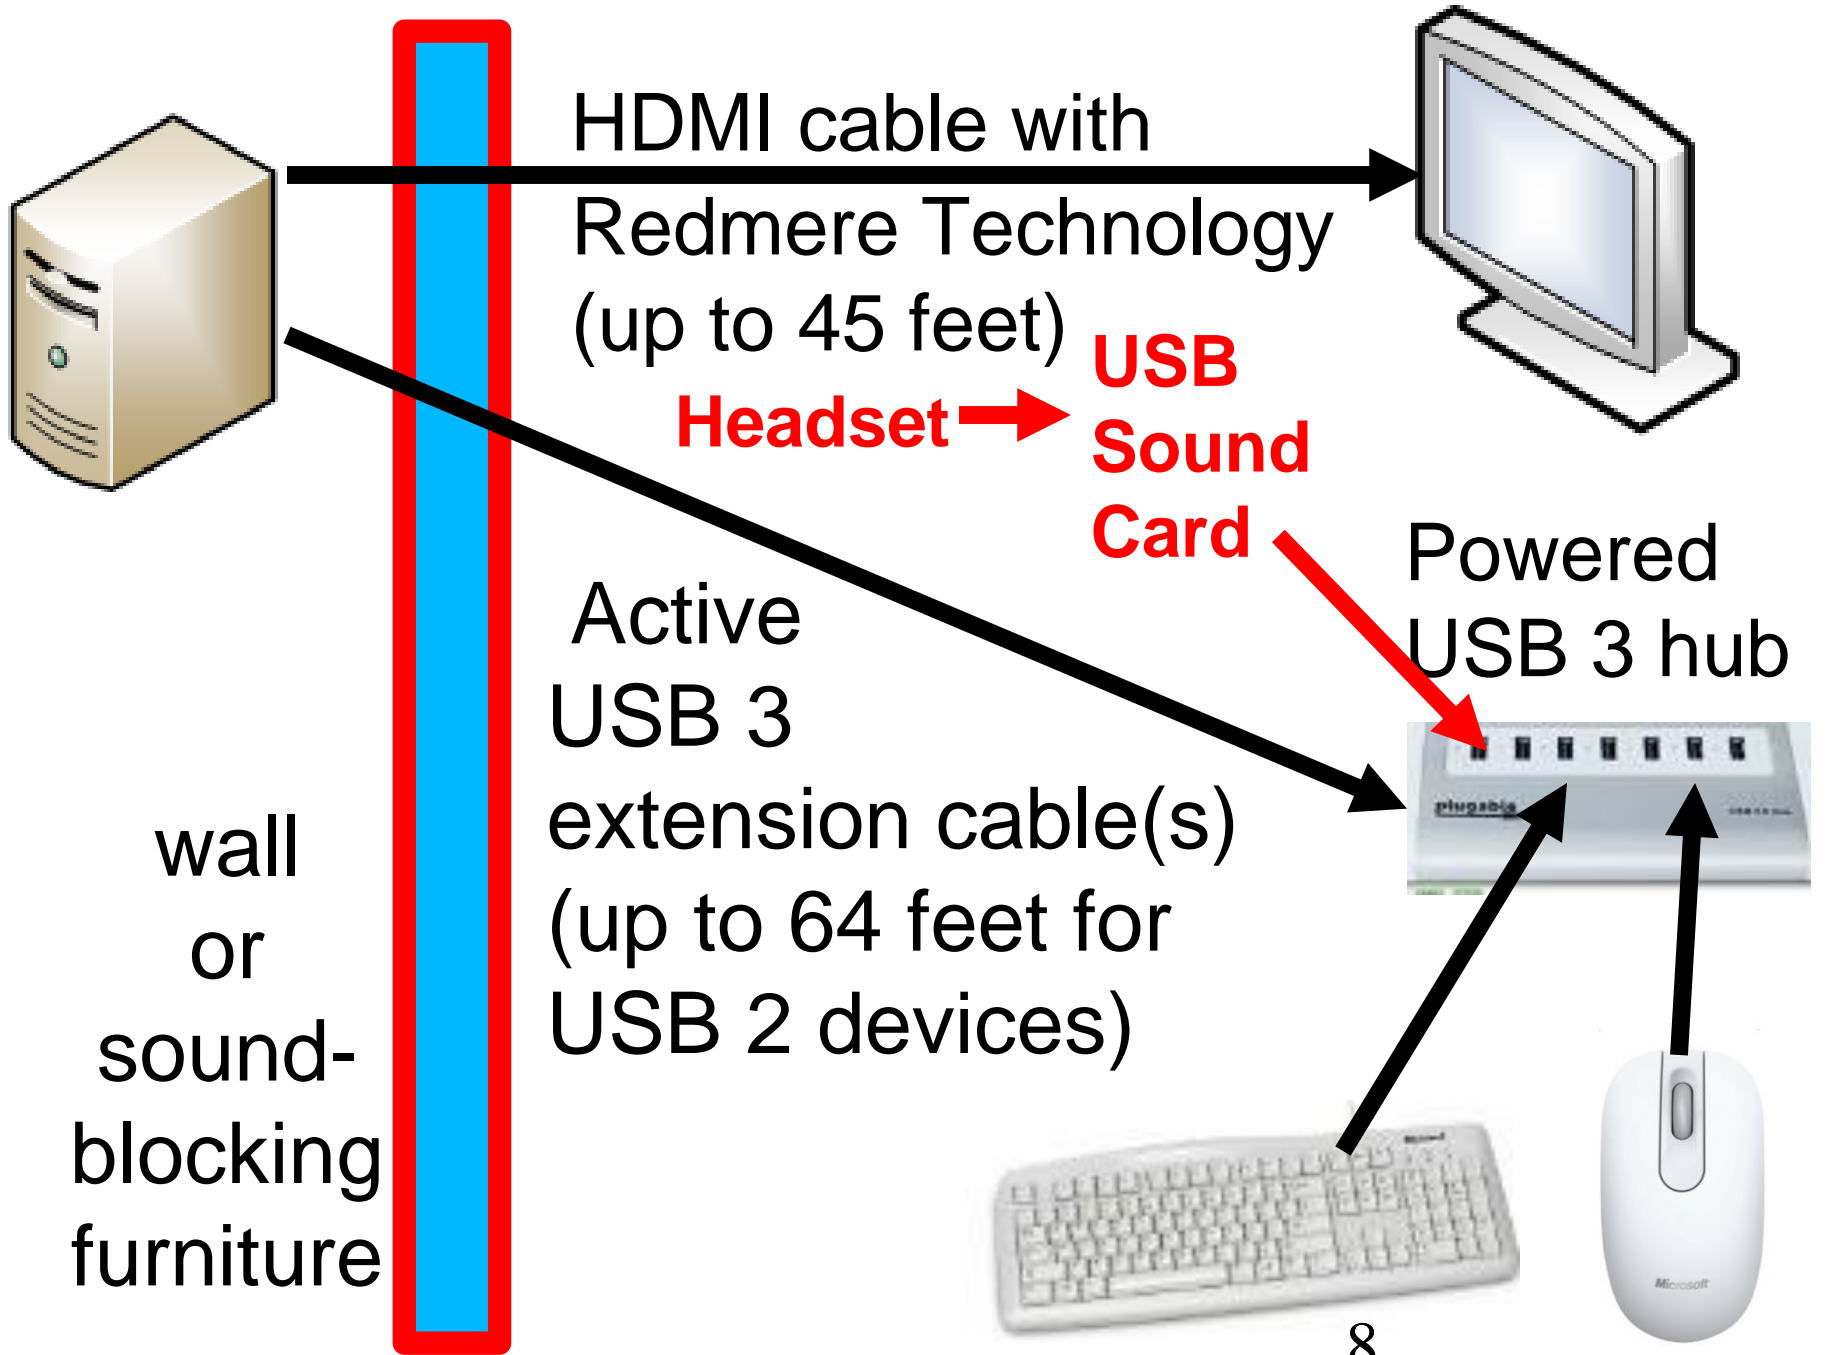 HDMI cable with
Redmere Technology
(up to 45 feet)
USB
Headset
Sound
Card
Powered
USB 3 hub
Active
USB 3
extension cable(s)
(up to 64 feet for
USB 2 devices)
plugable
wall
or
sound-
blocking
furniture
Microsoft
8